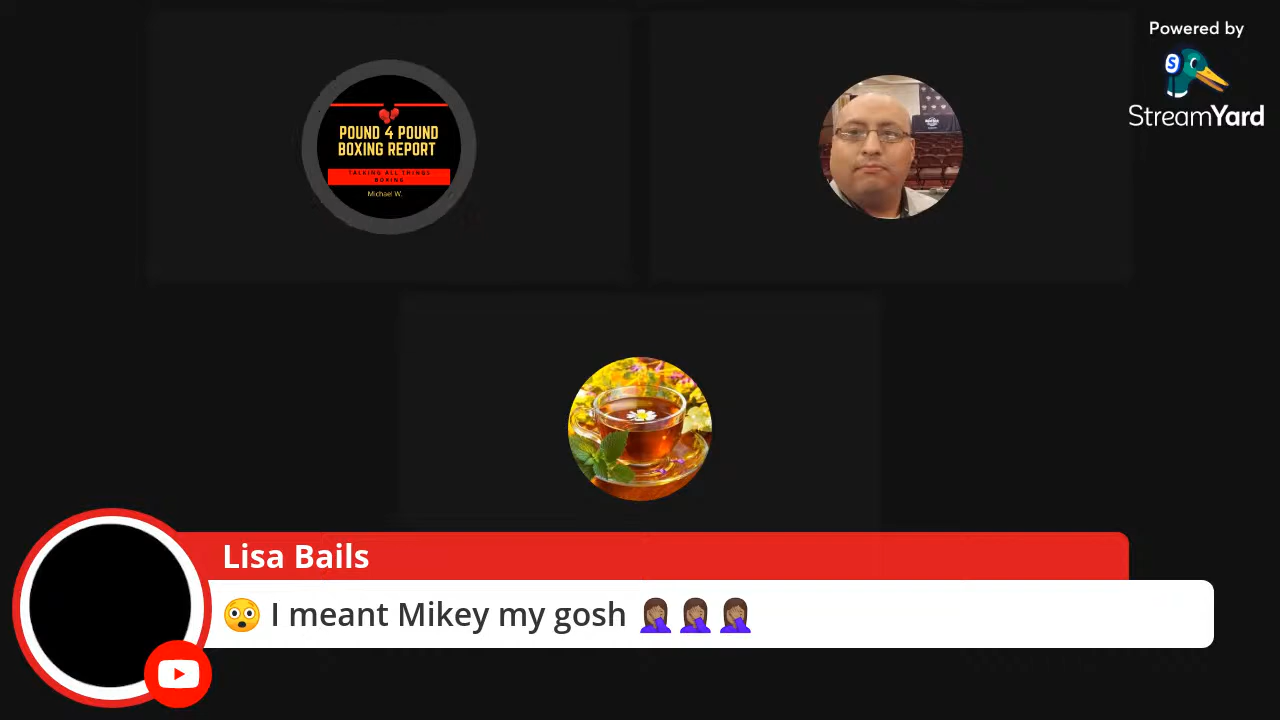 Powered by
StreamYard
POUND 4 POUND
BOXING REPORT
TALKING ALL THINGS
BOXING
Michael W.
S
Lisa Bails
😲 I meant Mikey my gosh 🤦🏾‍♀️🤦🏾‍♀️🤦🏾‍♀️